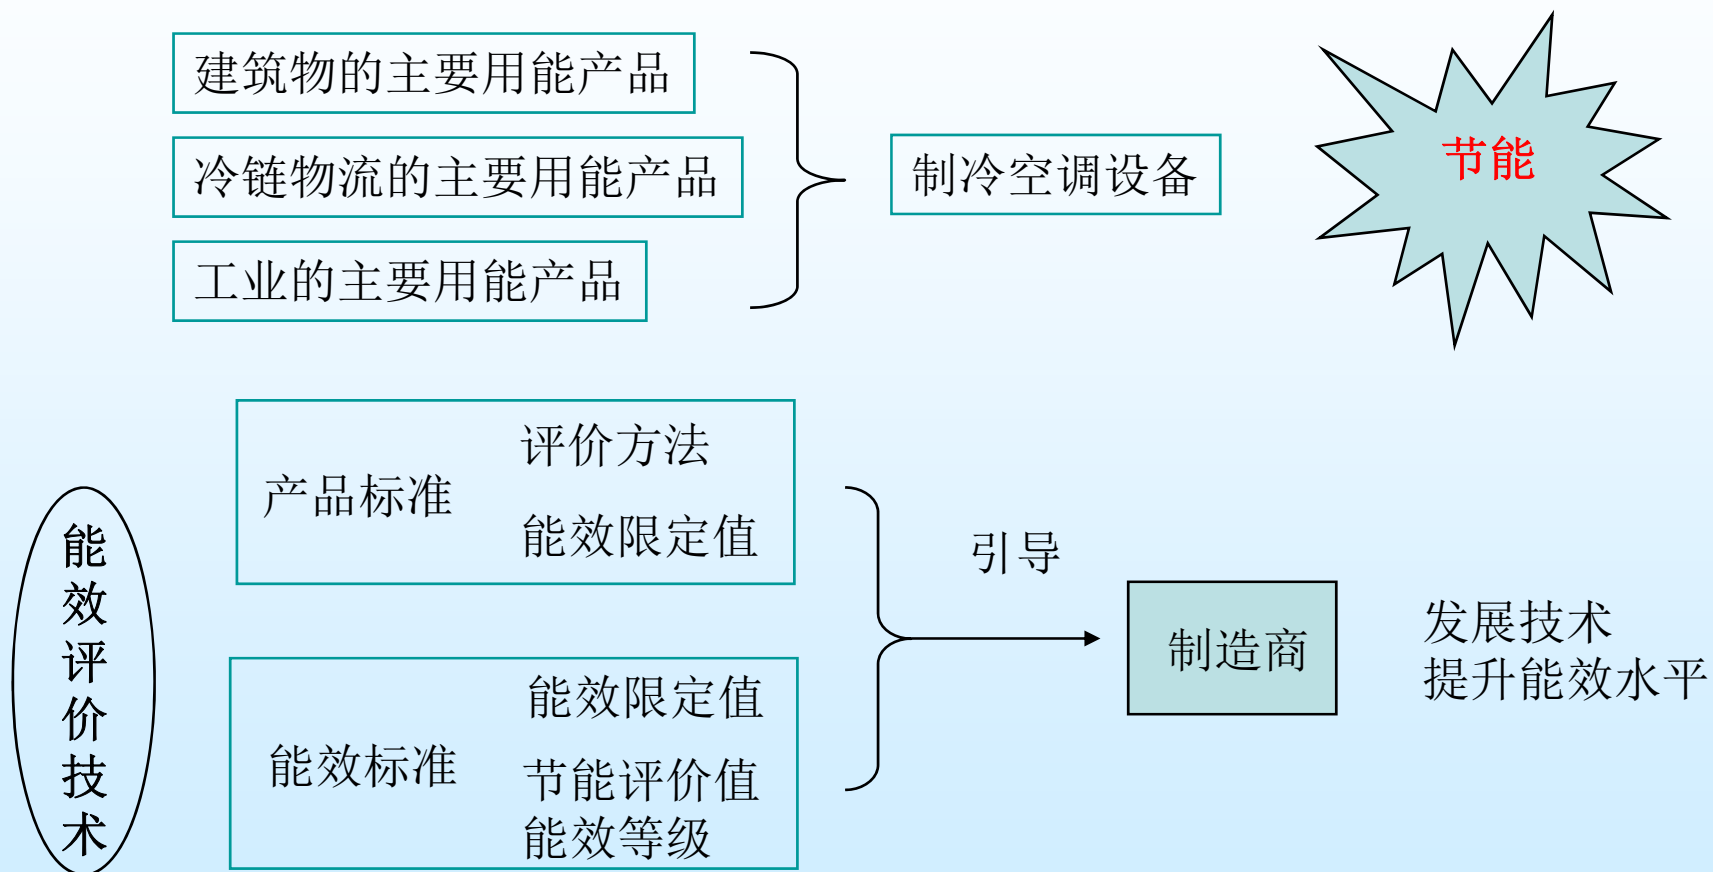 建筑物的主要用能产品
冷链物流的主要用能产品
工业的主要用能产品
制冷空调设备
节能
能效评价技术
产品标准
评价方法
能效限定值
能效标准
能效限定值
节能评价值
能效等级
引导
制造商
发展技术
提升能效水平